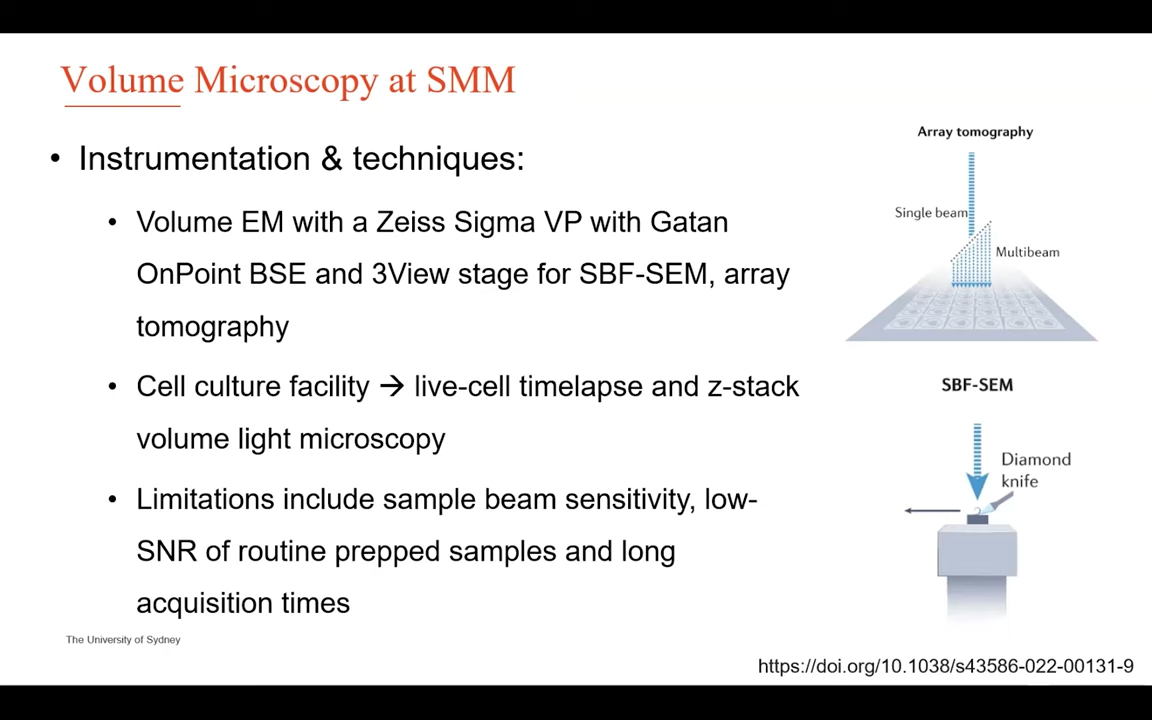 Volume Microscopy at SMM
• Instrumentation & techniques:
• Volume EM with a Zeiss Sigma VP with Gatan
OnPoint BSE and 3View stage for SBF-SEM, array
tomography
• Cell culture facility → live-cell timelapse and z-stack
volume light microscopy
• Limitations include sample beam sensitivity, low-
SNR of routine prepped samples and long
acquisition times
Array tomography
Single beam
Multibeam
SBF-SEM
Diamond
knife
The University of Sydney
https://doi.org/10.1038/s43586-022-00131-9